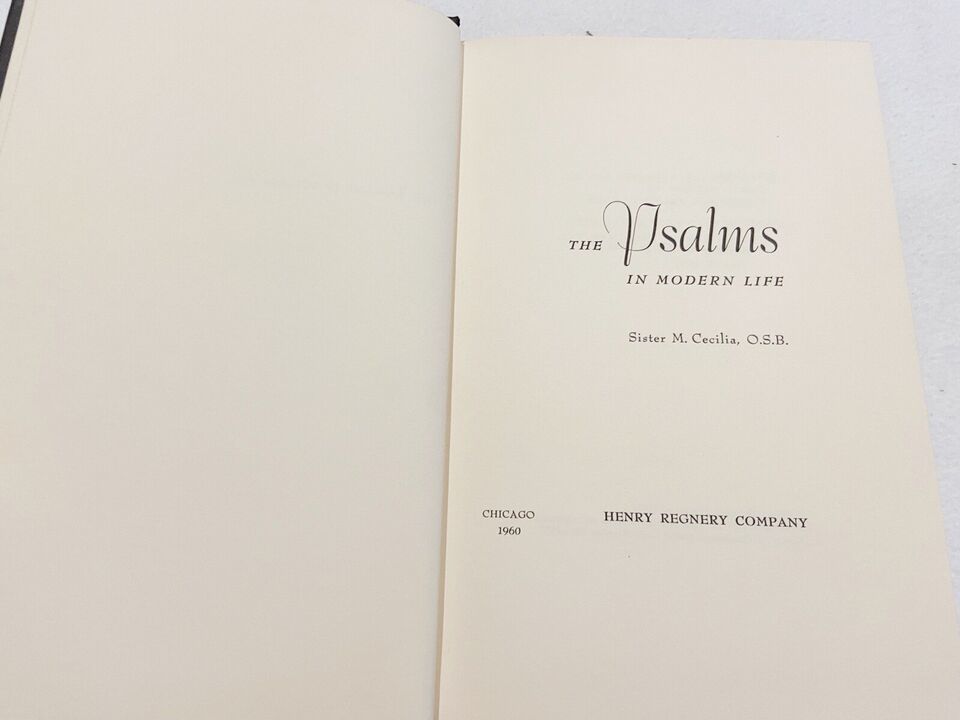 THE Psalms
IN MODERN LIFE
Sister M. Cecilia, O.S.B.
CHICAGO
1960
HENRY REGNERY COMPANY